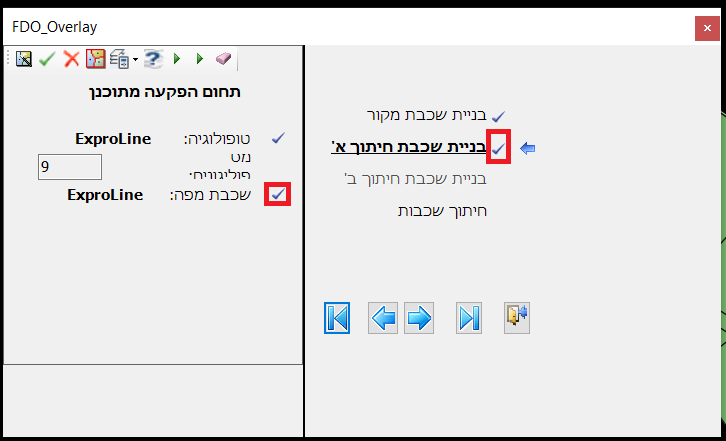 FDO_Overlay
תחום הפקעה מתוכנן
טופולוגיה: ExproLine
מט
פוליגונים: 9
שכבת מפה: ExproLine
בניית שכבת מקור
בניית שכבת חיתוך א'
בניית שכבת חיתוך ב'
חיתוך שכבות